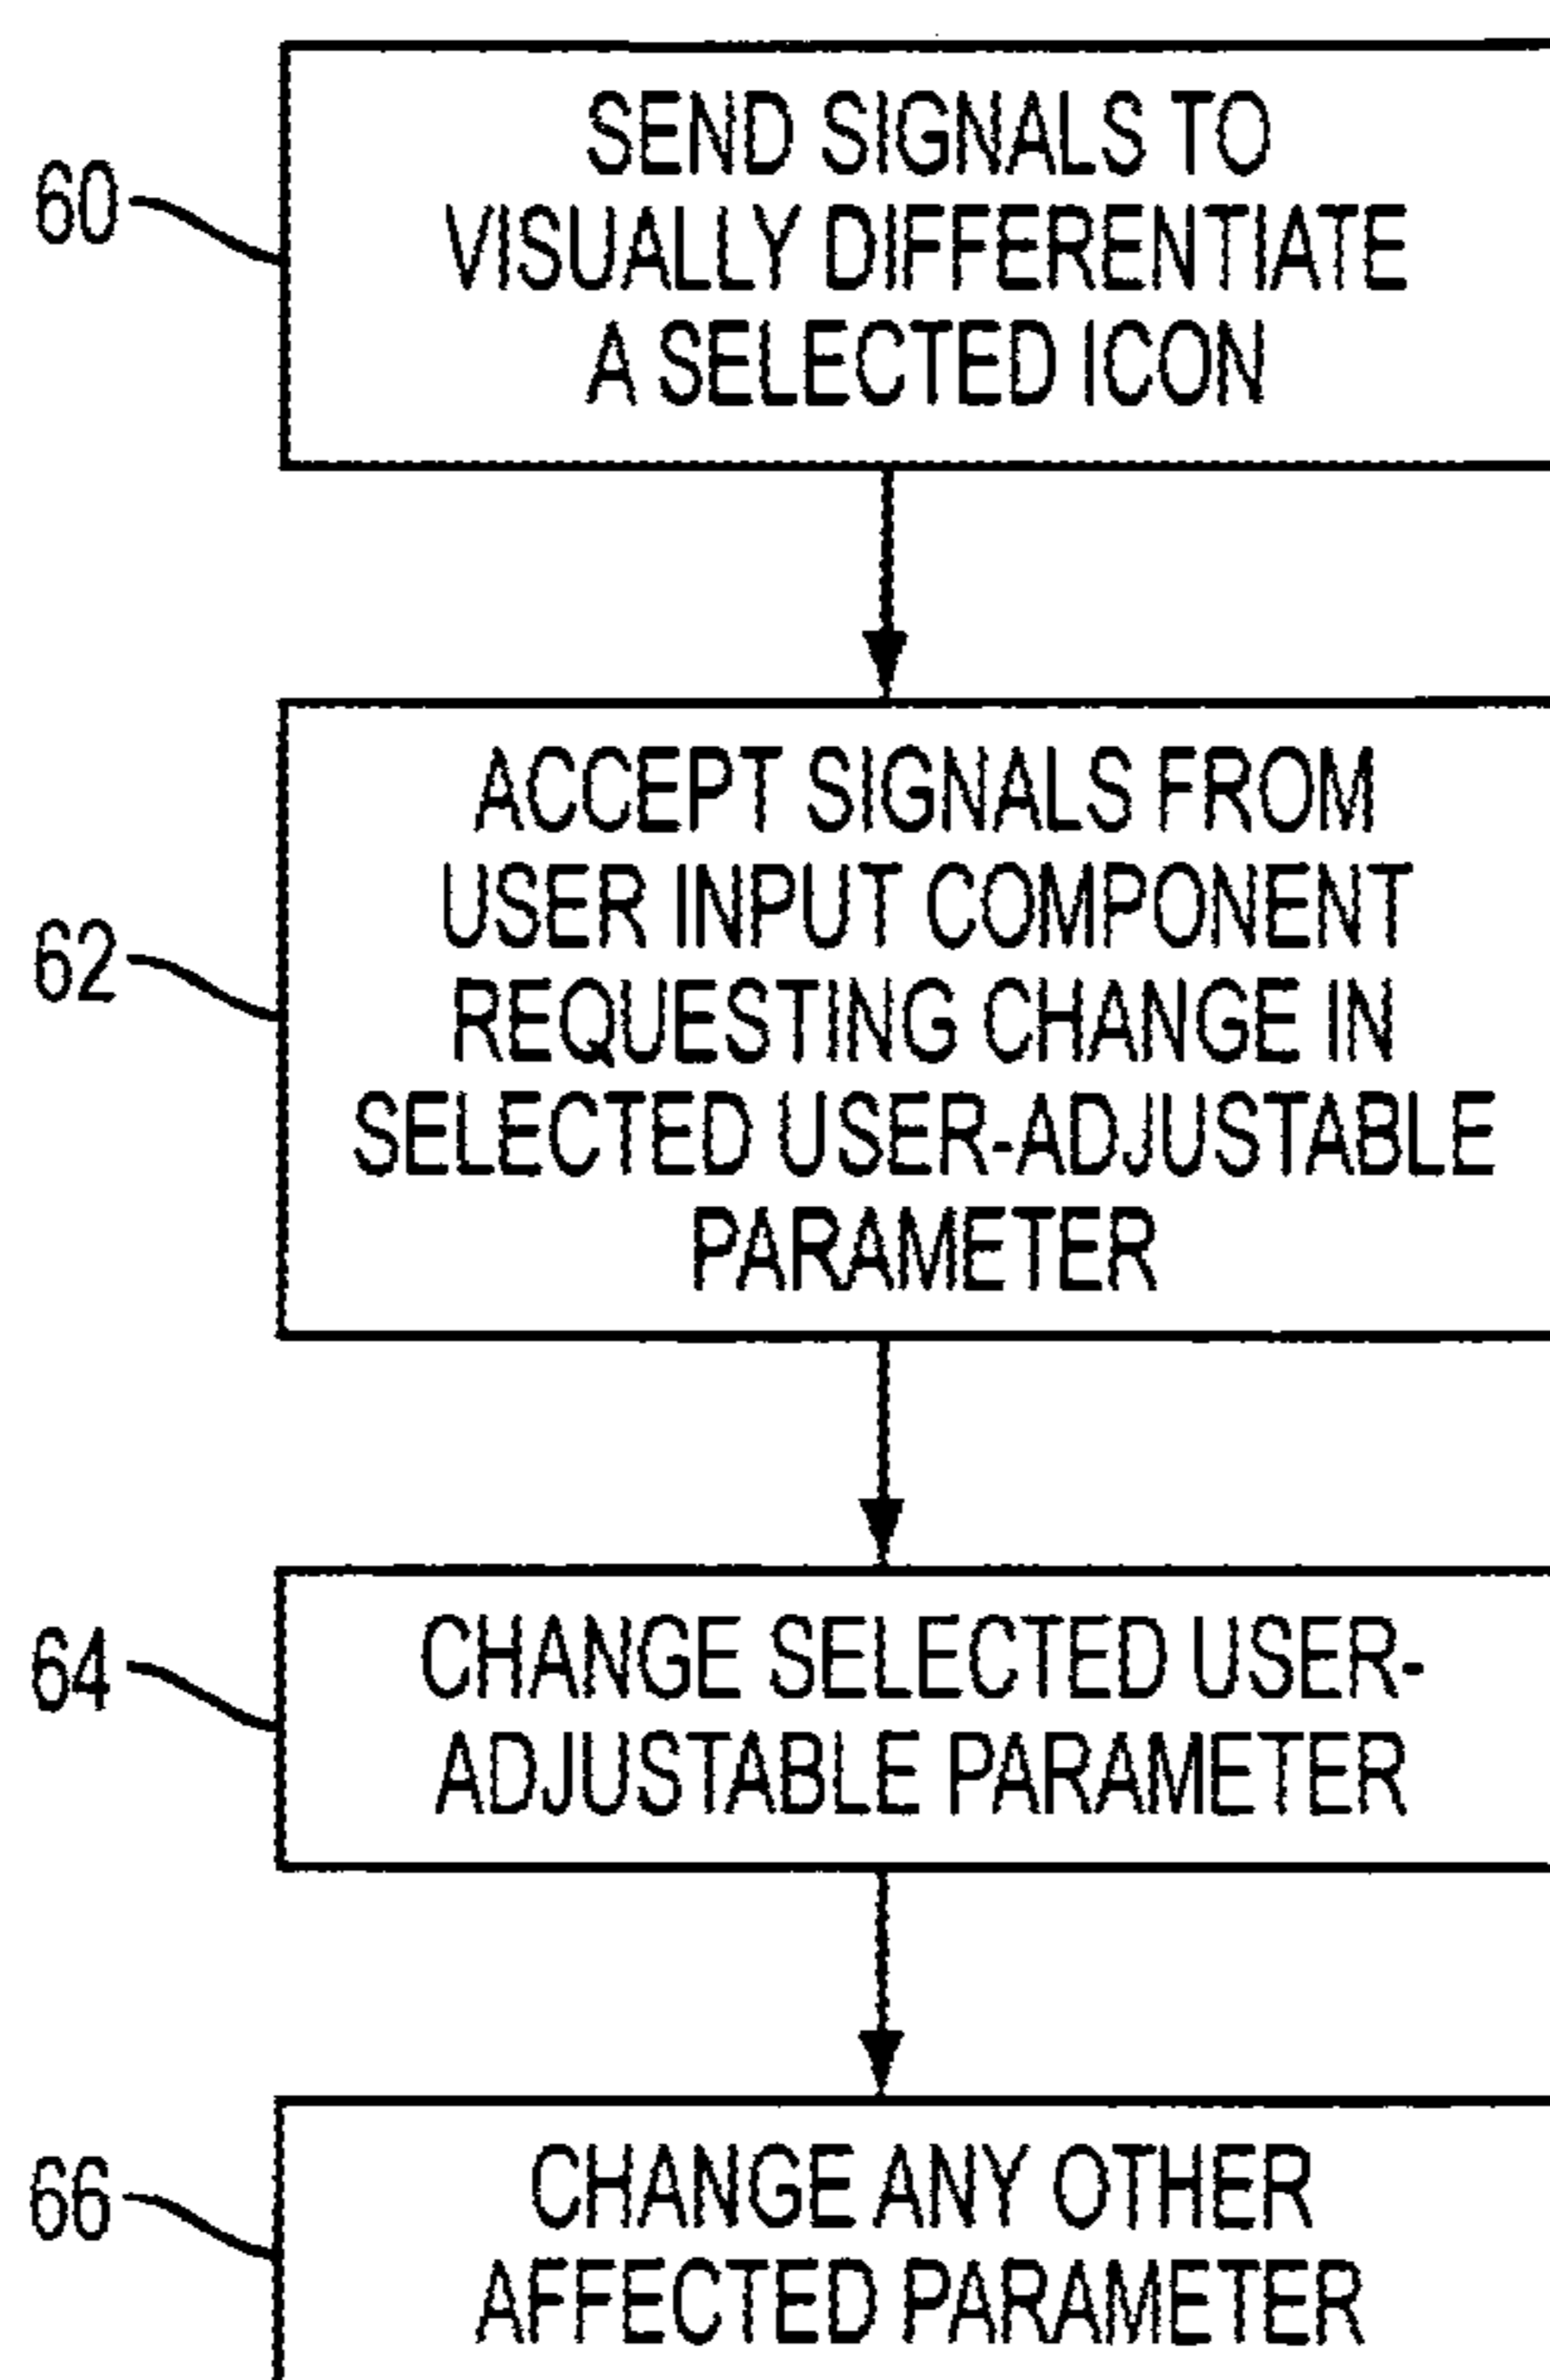 60
SEND SIGNALS TO
VISUALLY DIFFERENTIATE
A SELECTED ICON
62
ACCEPT SIGNALS FROM
USER INPUT COMPONENT
REQUESTING CHANGE IN
SELECTED USER-ADJUSTABLE
PARAMETER
64
CHANGE SELECTED USER-
ADJUSTABLE PARAMETER
66
CHANGE ANY OTHER
AFFECTED PARAMETER